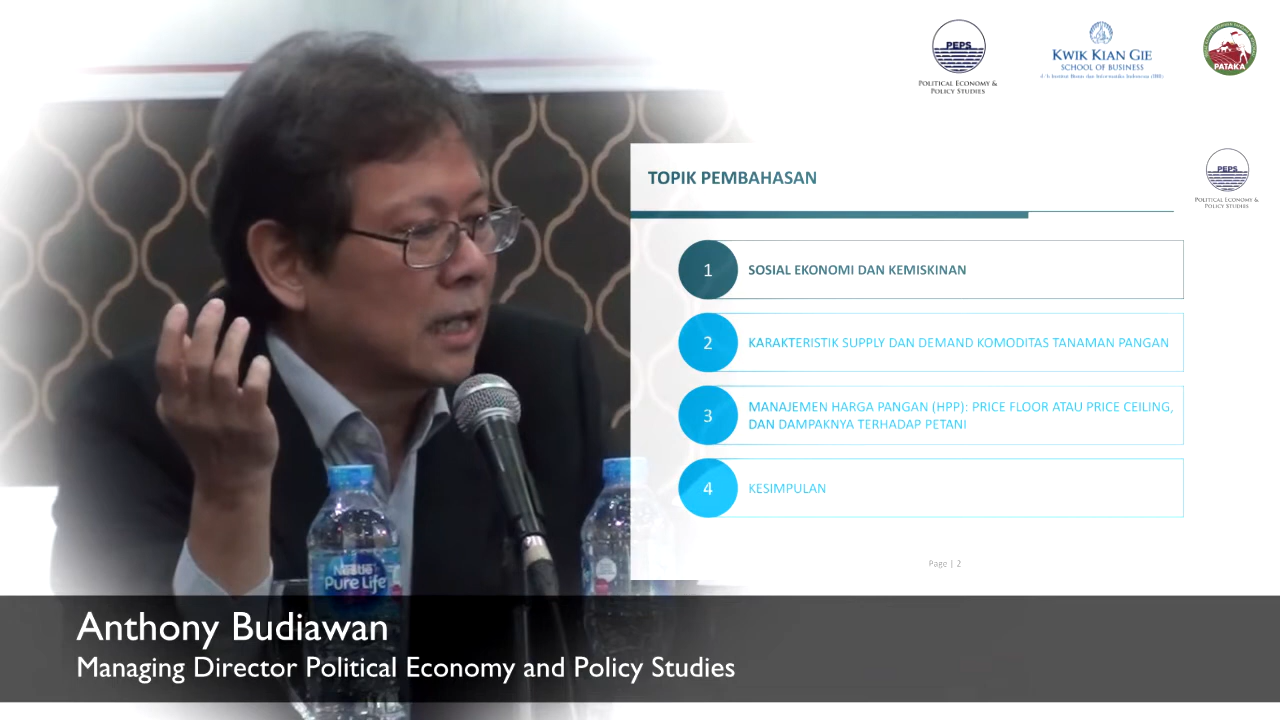 PEPS
POLITICAL ECONOMY &
POLICY STUDIES
KWIK KIAN GIE
SCHOOL OF BUSINESS
PATAKA
TOPIK PEMBAHASAN
PEPS
POLITICAL ECONOMY &
POLICY STUDIES
1
SOSIAL EKONOMI DAN KEMISKINAN
2
KARAKTERISTIK SUPPLY DAN DEMAND KOMODITAS TANAMAN PANGAN
3
MANAJEMEN HARGA PANGAN (HPP): PRICE FLOOR ATAU PRICE CEILING,
DAN DAMPAKNYA TERHADAP PETANI
4
KESIMPULAN
Page | 2
Nestlé
Pure Life
Anthony Budiawan
Managing Director Political Economy and Policy Studies